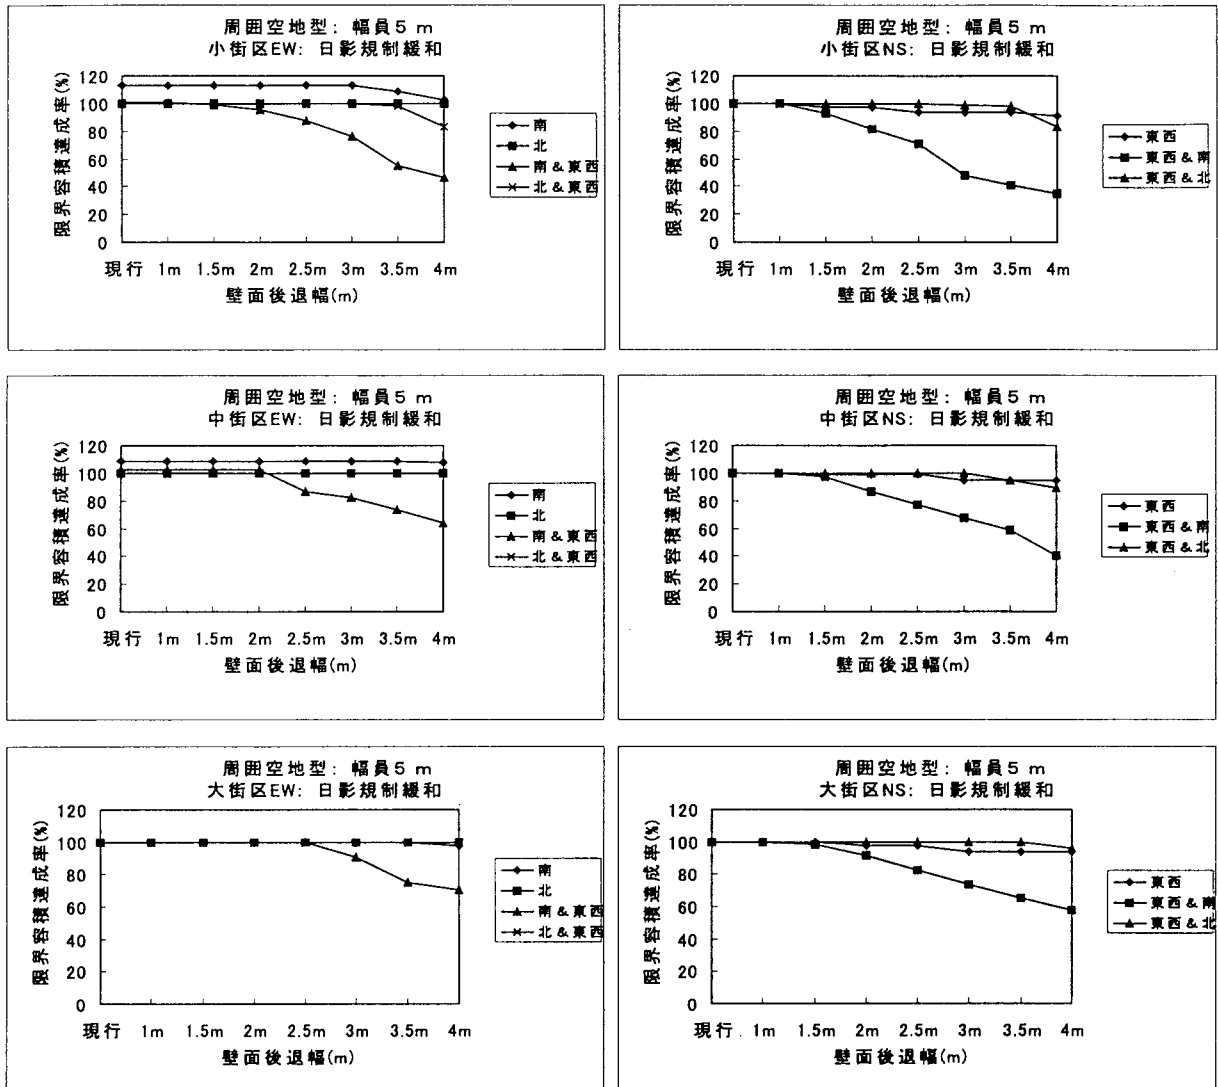 周囲空地型: 幅員5 m
小街区EW: 日影規制緩和
限界容積達成率(%)
120
100
80
60
40
20
0
現行 1m 1.5m 2m 2.5m 3m 3.5m 4m
壁面後退幅(m)
南
北
南 & 東西
北 & 東西
周囲空地型: 幅員5 m
小街区NS: 日影規制緩和
限界容積達成率(%)
120
100
80
60
40
20
0
現行 1m 1.5m 2m 2.5m 3m 3.5m 4m
壁面後退幅(m)
東西
東西 & 南
東西 & 北
周囲空地型: 幅員5 m
中街区EW: 日影規制緩和
限界容積達成率(%)
120
100
80
60
40
20
0
現行 1m 1.5m 2m 2.5m 3m 3.5m 4m
壁面後退幅(m)
南
北
南 & 東西
北 & 東西
周囲空地型: 幅員5 m
中街区NS: 日影規制緩和
限界容積達成率(%)
120
100
80
60
40
20
0
現行 1m 1.5m 2m 2.5m 3m 3.5m 4m
壁面後退幅(m)
東西
東西 & 南
東西 & 北
周囲空地型: 幅員5 m
大街区EW: 日影規制緩和
限界容積達成率(%)
120
100
80
60
40
20
0
現行 1m 1.5m 2m 2.5m 3m 3.5m 4m
壁面後退幅(m)
南
北
南 & 東西
北 & 東西
周囲空地型: 幅員5 m
大街区NS: 日影規制緩和
限界容積達成率(%)
120
100
80
60
40
20
0
現行 1m 1.5m 2m 2.5m 3m 3.5m 4m
壁面後退幅(m)
東西
東西 & 南
東西 & 北